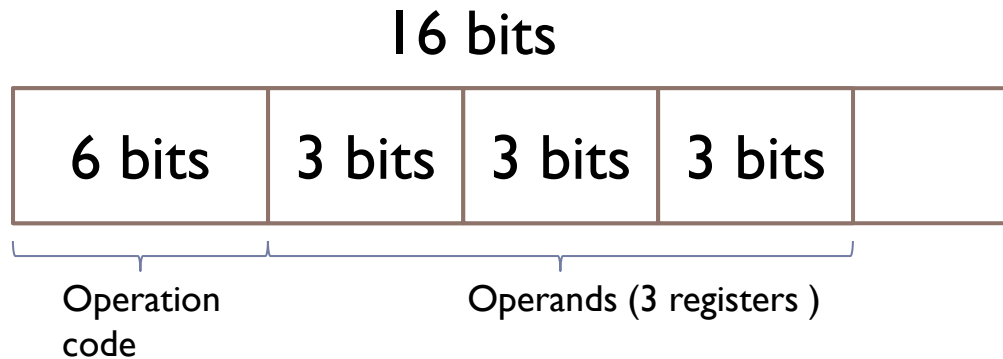 16 bits
6 bits 3 bits 3 bits 3 bits
Operation Operands (3 registers )
code